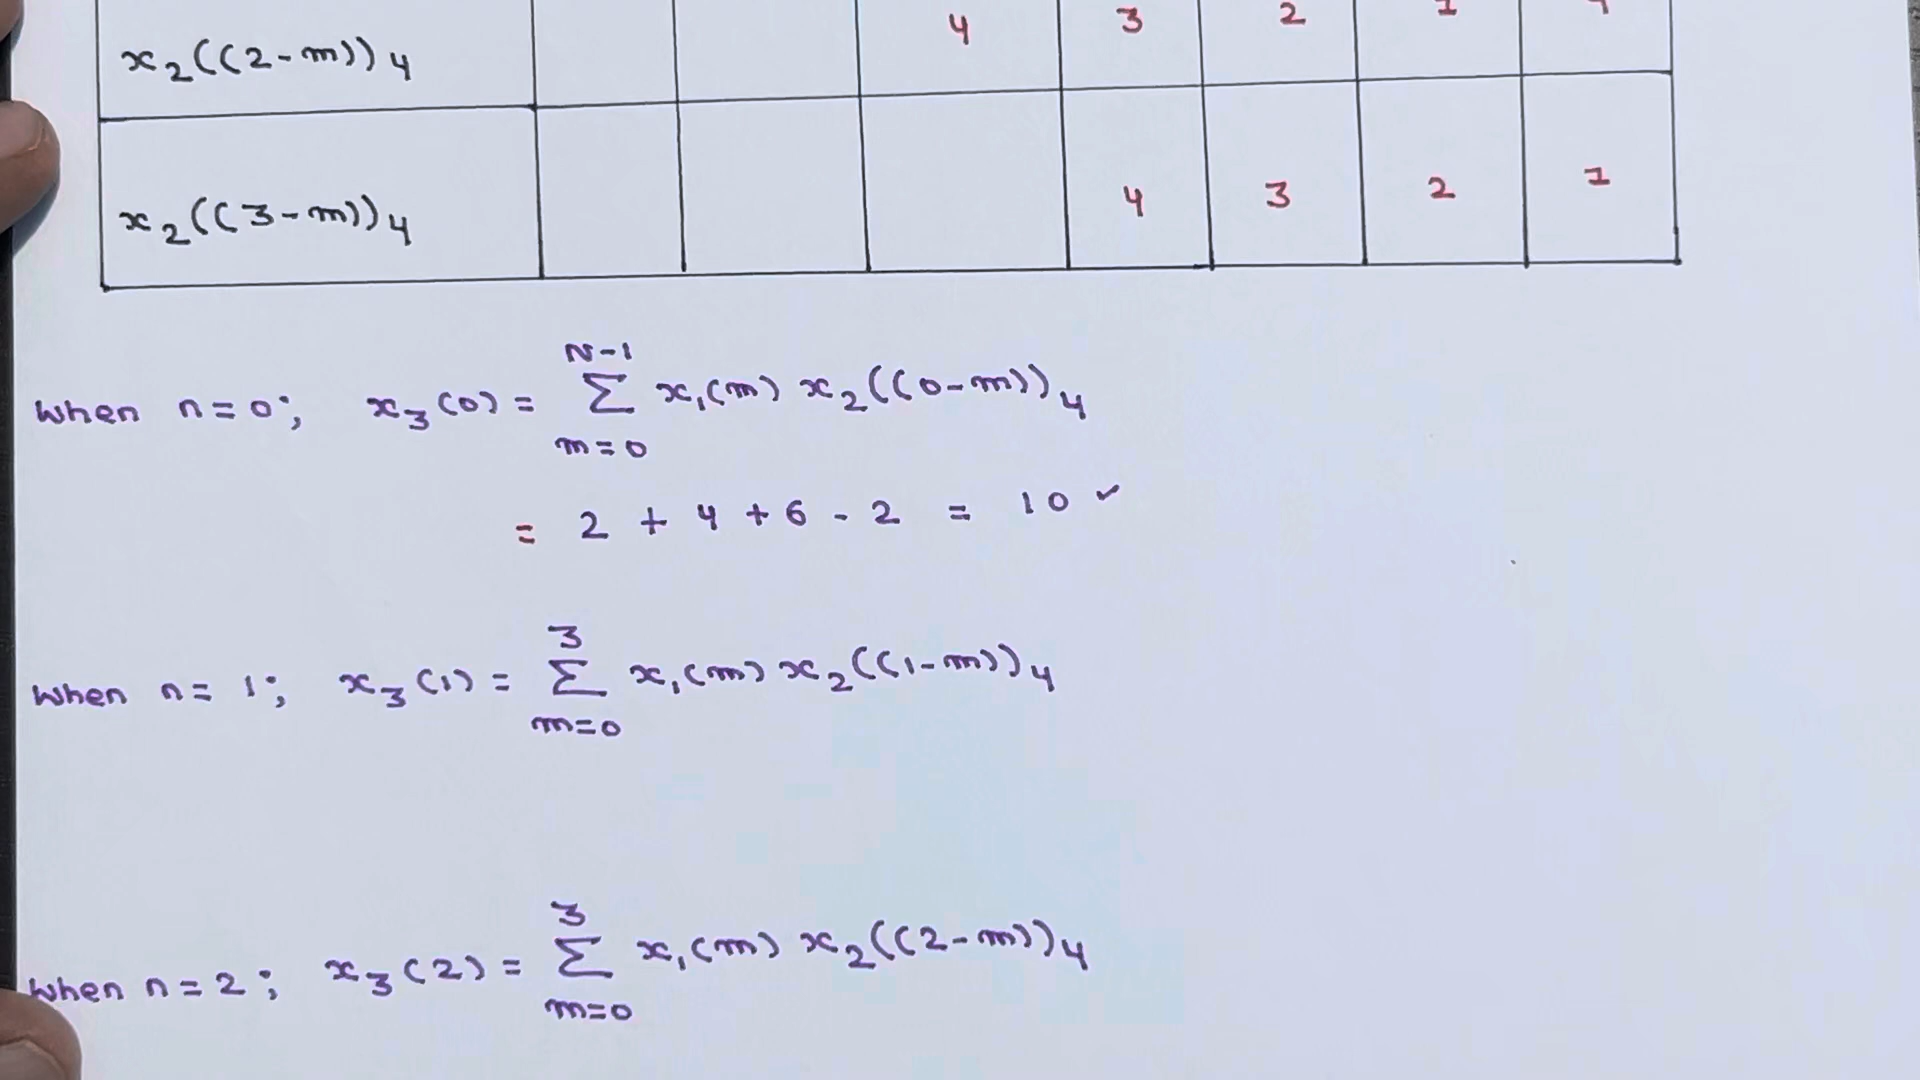 x₂((2-m))₄ 4 3 2 1 4
x₂((3-m))₄ 4 3 2 1
N-1
When n=0; x₃(0) = Σ x₁(m) x₂((0-m))₄
m=0
= 2 + 4 + 6 - 2 = 10 ✓
3
When n= 1; x₃(1) = Σ x₁(m) x₂((1-m))₄
m=0
3
When n=2; x₃(2) = Σ x₁(m) x₂((2-m))₄
m=0